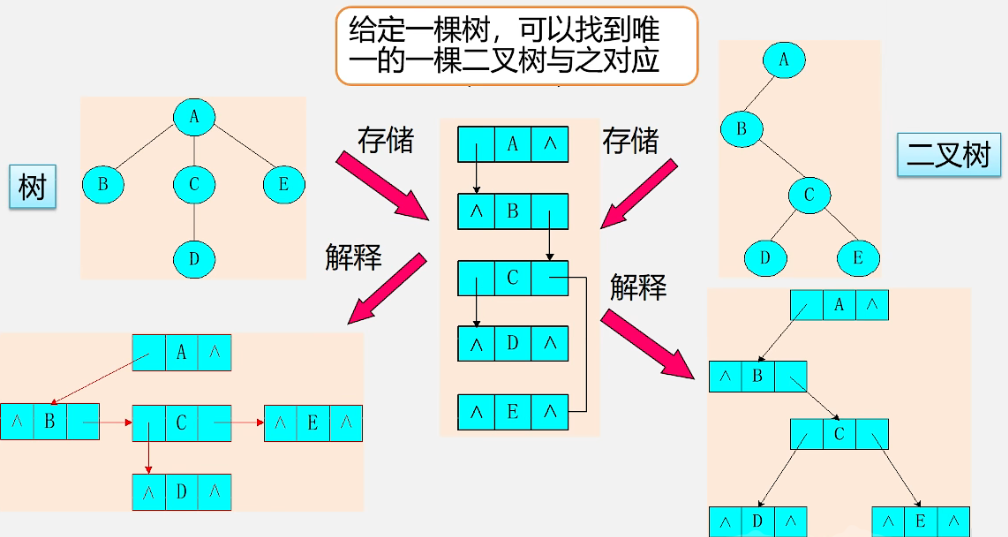 给定一棵树，可以找到唯
一的一棵二叉树与之对应
树
A
B C E
D
存储
存储
解释
解释
A ∧
∧ B
C
∧ D ∧
∧ E ∧
二叉树
A
B
C
D E
A ∧
∧ B
C
∧ E ∧
∧ D ∧
A ∧
∧ B
C
∧ D ∧
∧ E ∧